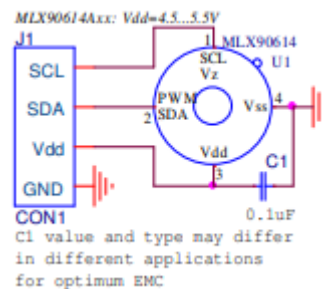 MLX90614Axx: Vdd=4.5...5.5V
J1
1
MLX90614
SCL
SCL
U1
Vz
SDA
PWM
2
SDA
Vss
4
Vdd
Vdd
C1
3
GND
CON1
0.1uF
C1 value and type may differ
in different applications
for optimum EMC